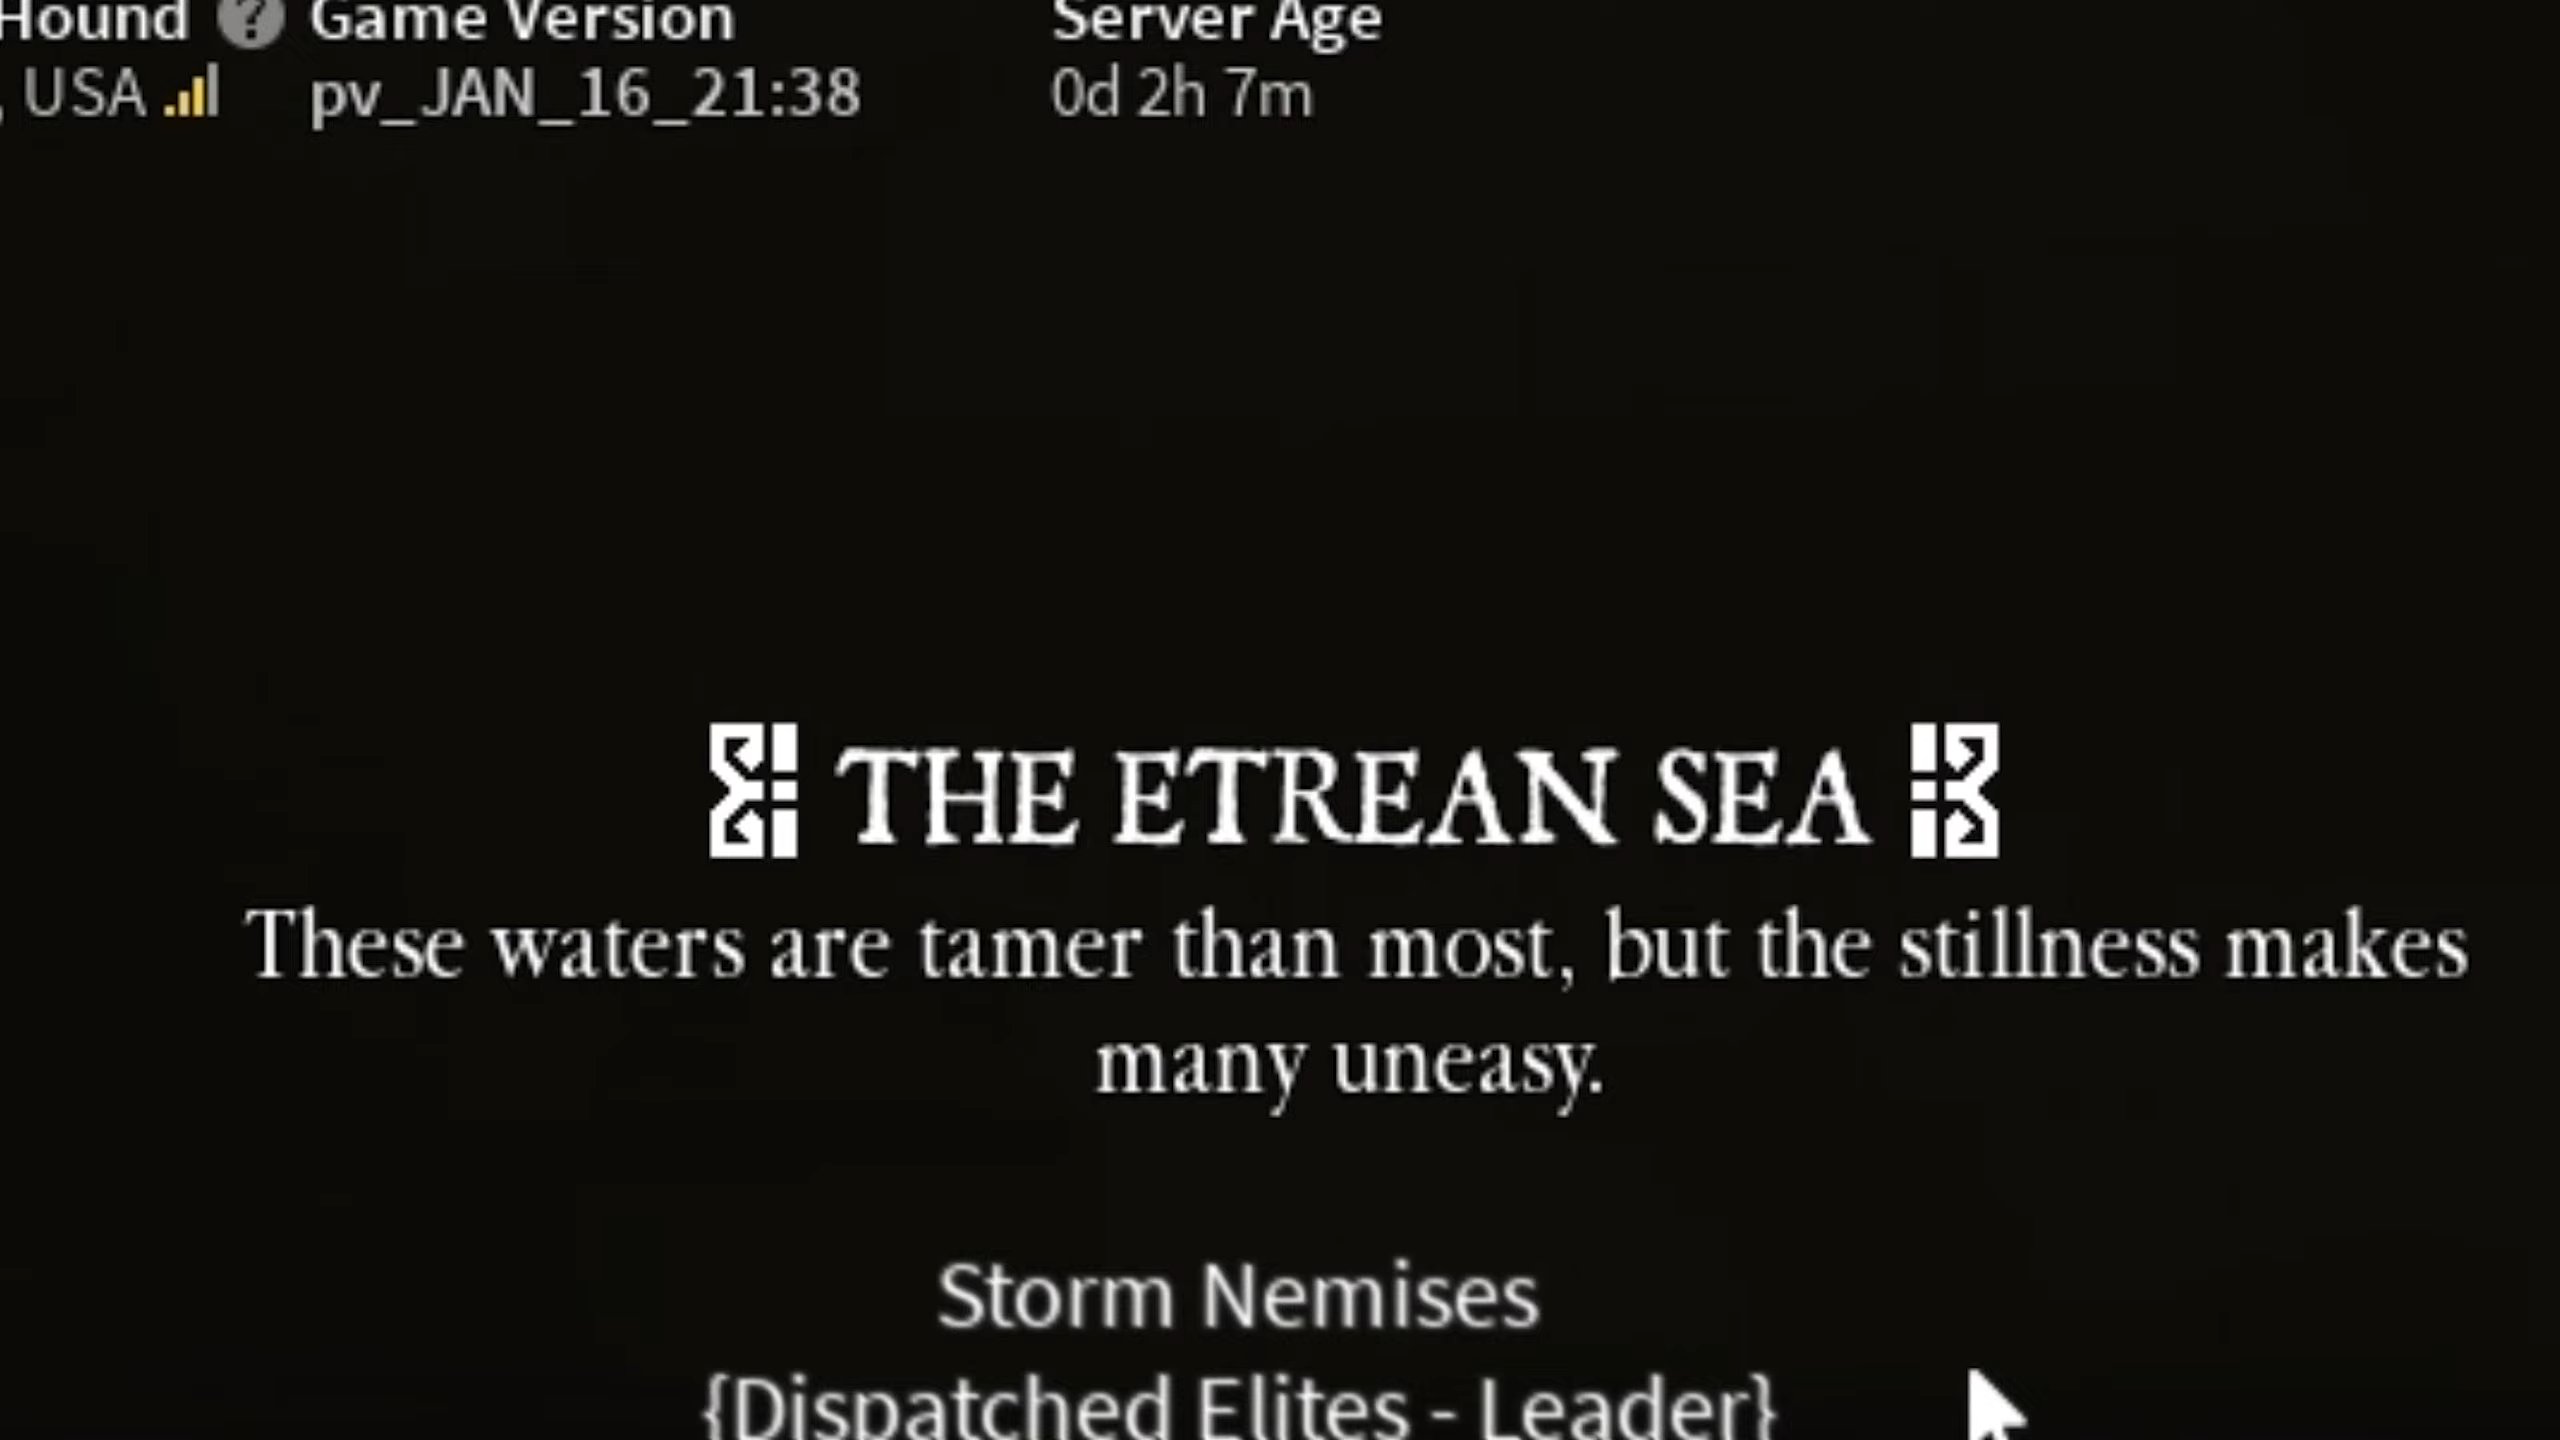 Hound ? Game Version Server Age
, USA pv_JAN_16_21:38 0d 2h 7m
THE ETREAN SEA
These waters are tamer than most, but the stillness makes
many uneasy.
Storm Nemises
{Dispatched Elites - Leader}